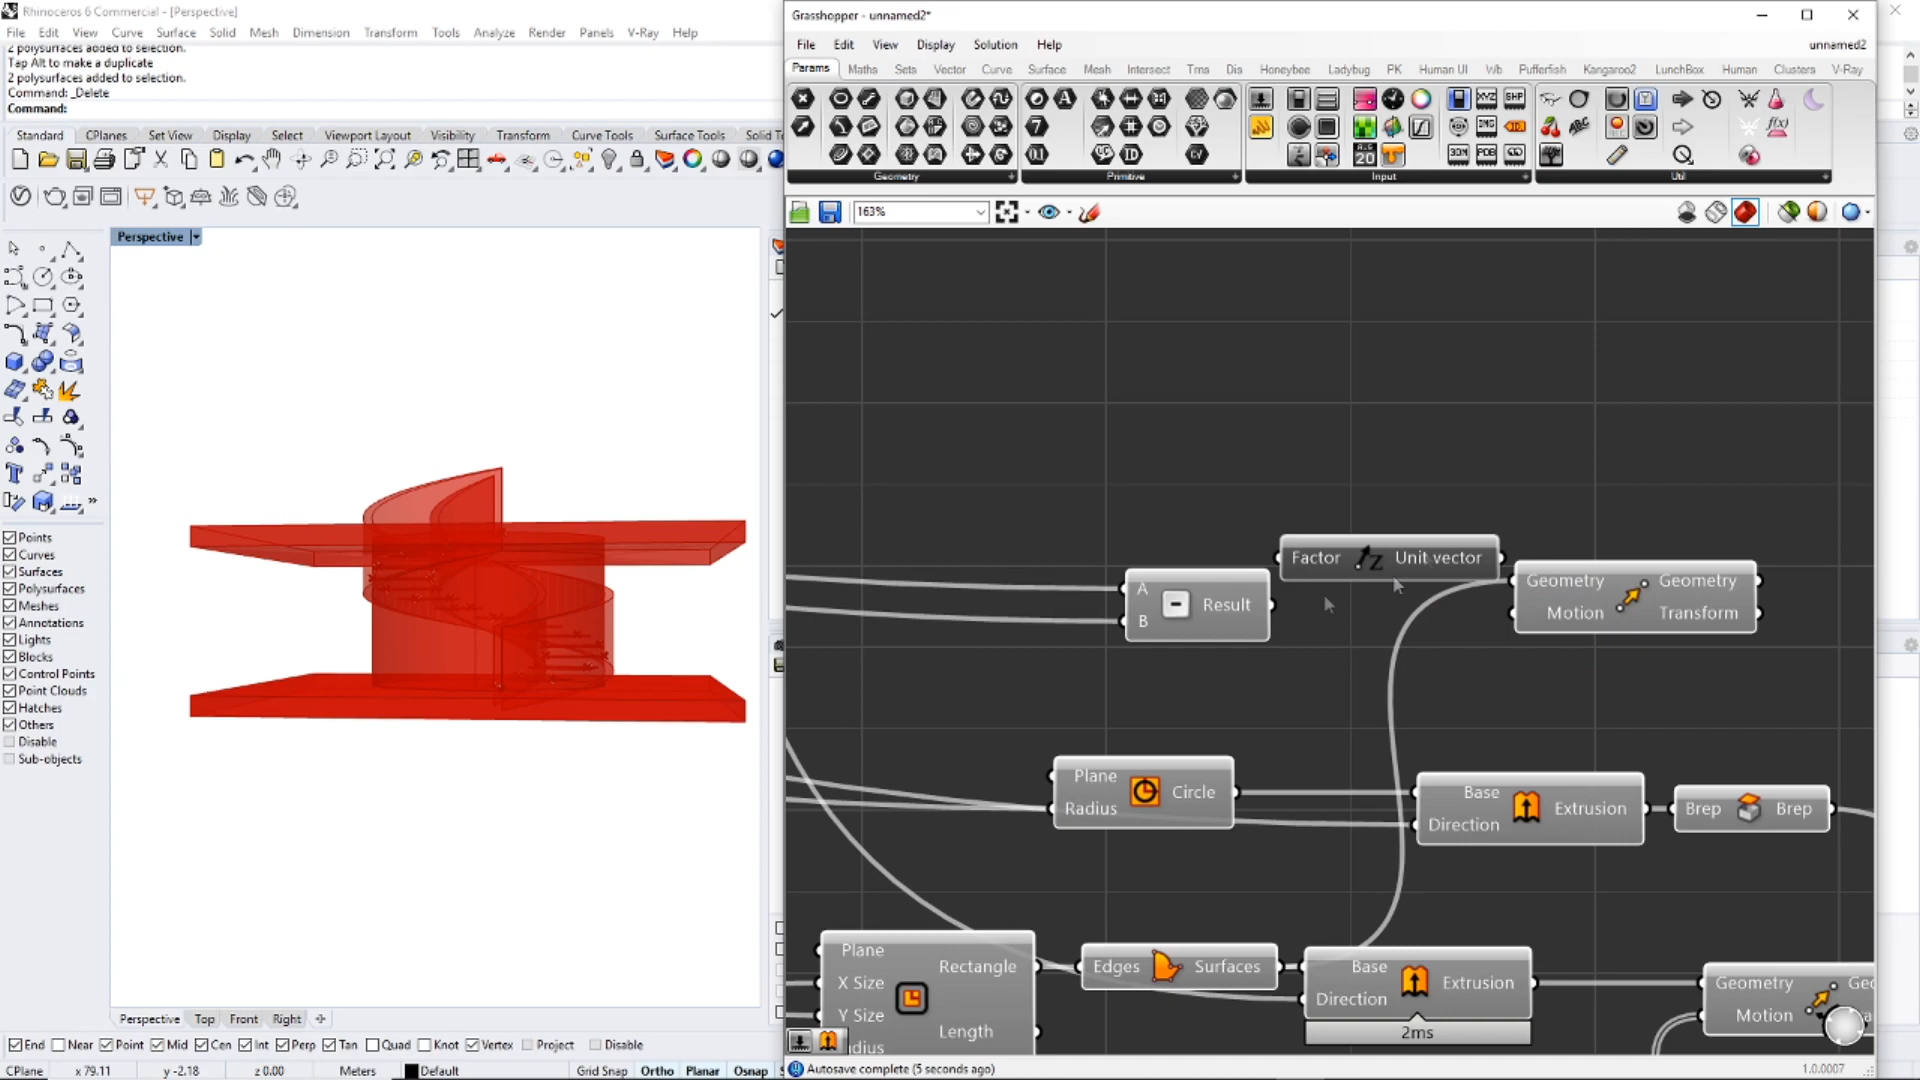 Rhinoceros 6 Commercial - [Perspective]
File Edit View Curve Surface Solid Mesh Dimension Transform Tools Analyze Render Panels V-Ray Help
2 polysurfaces added to selection.
Tap Alt to make a duplicate
2 polysurfaces added to selection.
Command: _Delete
Command:
Standard CPlanes Set View Display Select Viewport Layout Visibility Transform Curve Tools Surface Tools Solid T
Perspective
Points
Curves
Surfaces
Polysurfaces
Meshes
Annotations
Lights
Blocks
Control Points
Point Clouds
Hatches
Others
Disable
Sub-objects
Perspective Top Front Right
End Near Point Mid Cen Int Perp Tan Quad Knot Vertex Project Disable
CPlane x 79.11 y -2.18 z 0.00 Meters Default Grid Snap Ortho Planar Osnap
Grasshopper - unnamed2*
File Edit View Display Solution Help unnamed2
Params Maths Sets Vector Curve Surface Mesh Intersect Trns Dis Honeybee Ladybug PK Human UI Wb Pufferfish Kangaroo2 LunchBox Human Clusters V-Ray
Geometry Primitive Input Util
163%
Factor Unit vector
A
B
Result
Geometry Geometry
Motion Transform
Plane
Radius
Circle
Base
Direction
Extrusion
Brep Brep
Plane
X Size
Y Size
Rectangle
Length
Edges Surfaces
Base
Direction
Extrusion
2ms
Geometry
Motion
Autosave complete (5 seconds ago)
1.0.0007